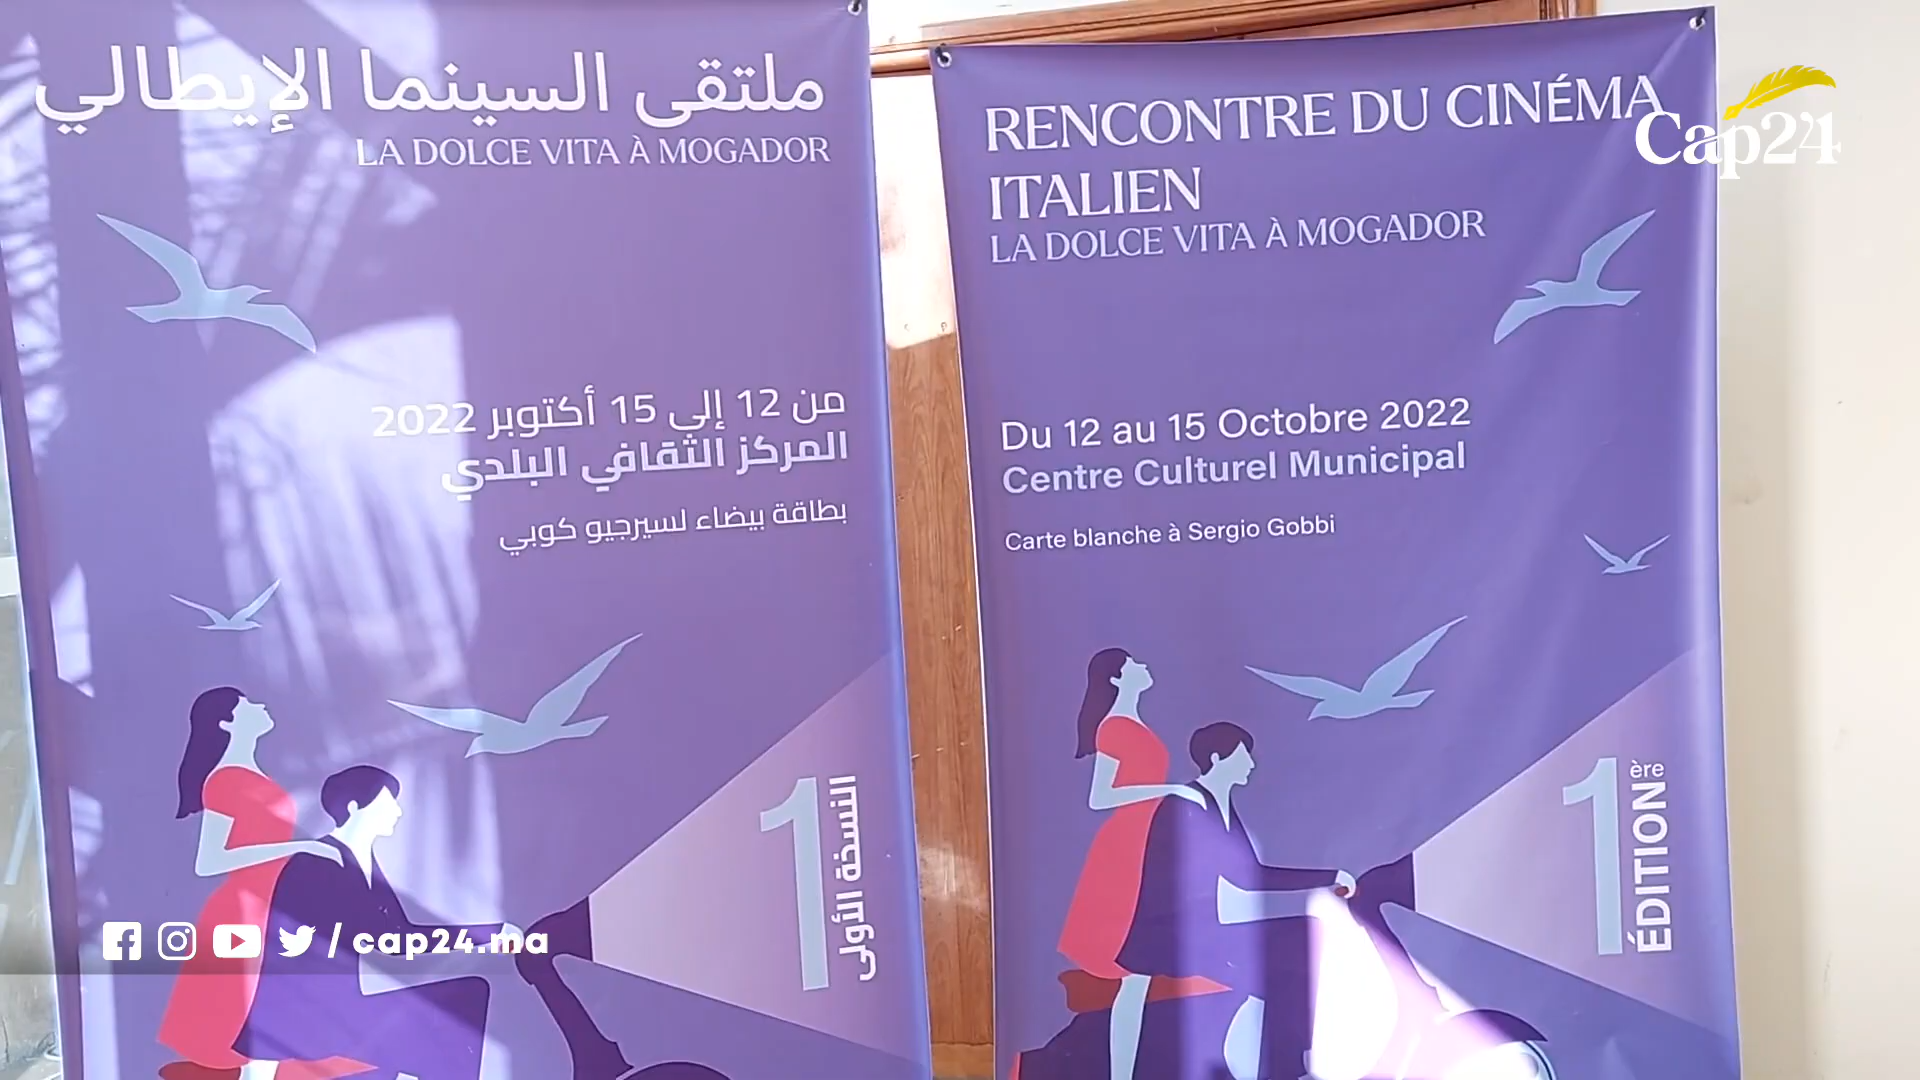 ملتقى السينما الإيطالي
LA DOLCE VITA À MOGADOR
من 12 إلى 15 أكتوبر 2022
المركز الثقافي البلدي
بطاقة بيضاء لسيرجيو كوبي
1 النسخة الأولى
RENCONTRE DU CINÉMA
ITALIEN
LA DOLCE VITA À MOGADOR
Du 12 au 15 Octobre 2022
Centre Culturel Municipal
Carte blanche à Sergio Gobbi
1ère ÉDITION
Cap24
/ cap24.ma